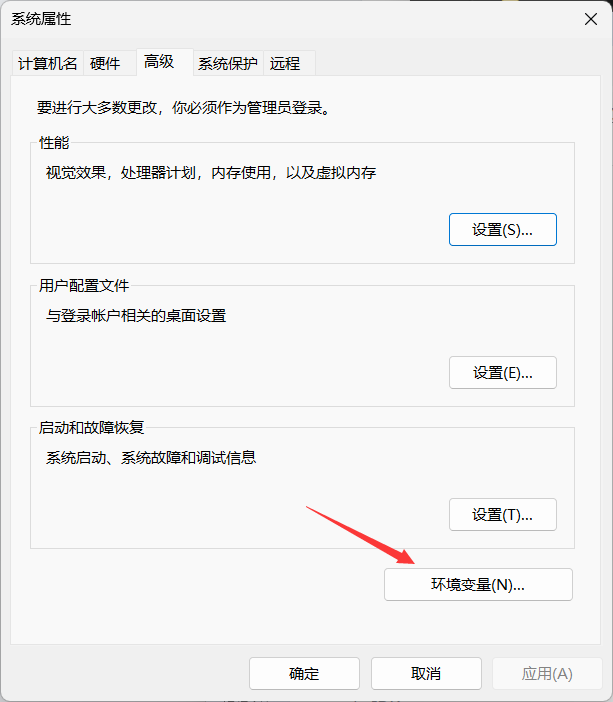 系统属性
计算机名 硬件 高级 系统保护 远程
要进行大多数更改，你必须作为管理员登录。
性能
视觉效果，处理器计划，内存使用，以及虚拟内存
设置(S)...
用户配置文件
与登录帐户相关的桌面设置
设置(E)...
启动和故障恢复
系统启动、系统故障和调试信息
设置(T)...
环境变量(N)...
确定 取消 应用(A)